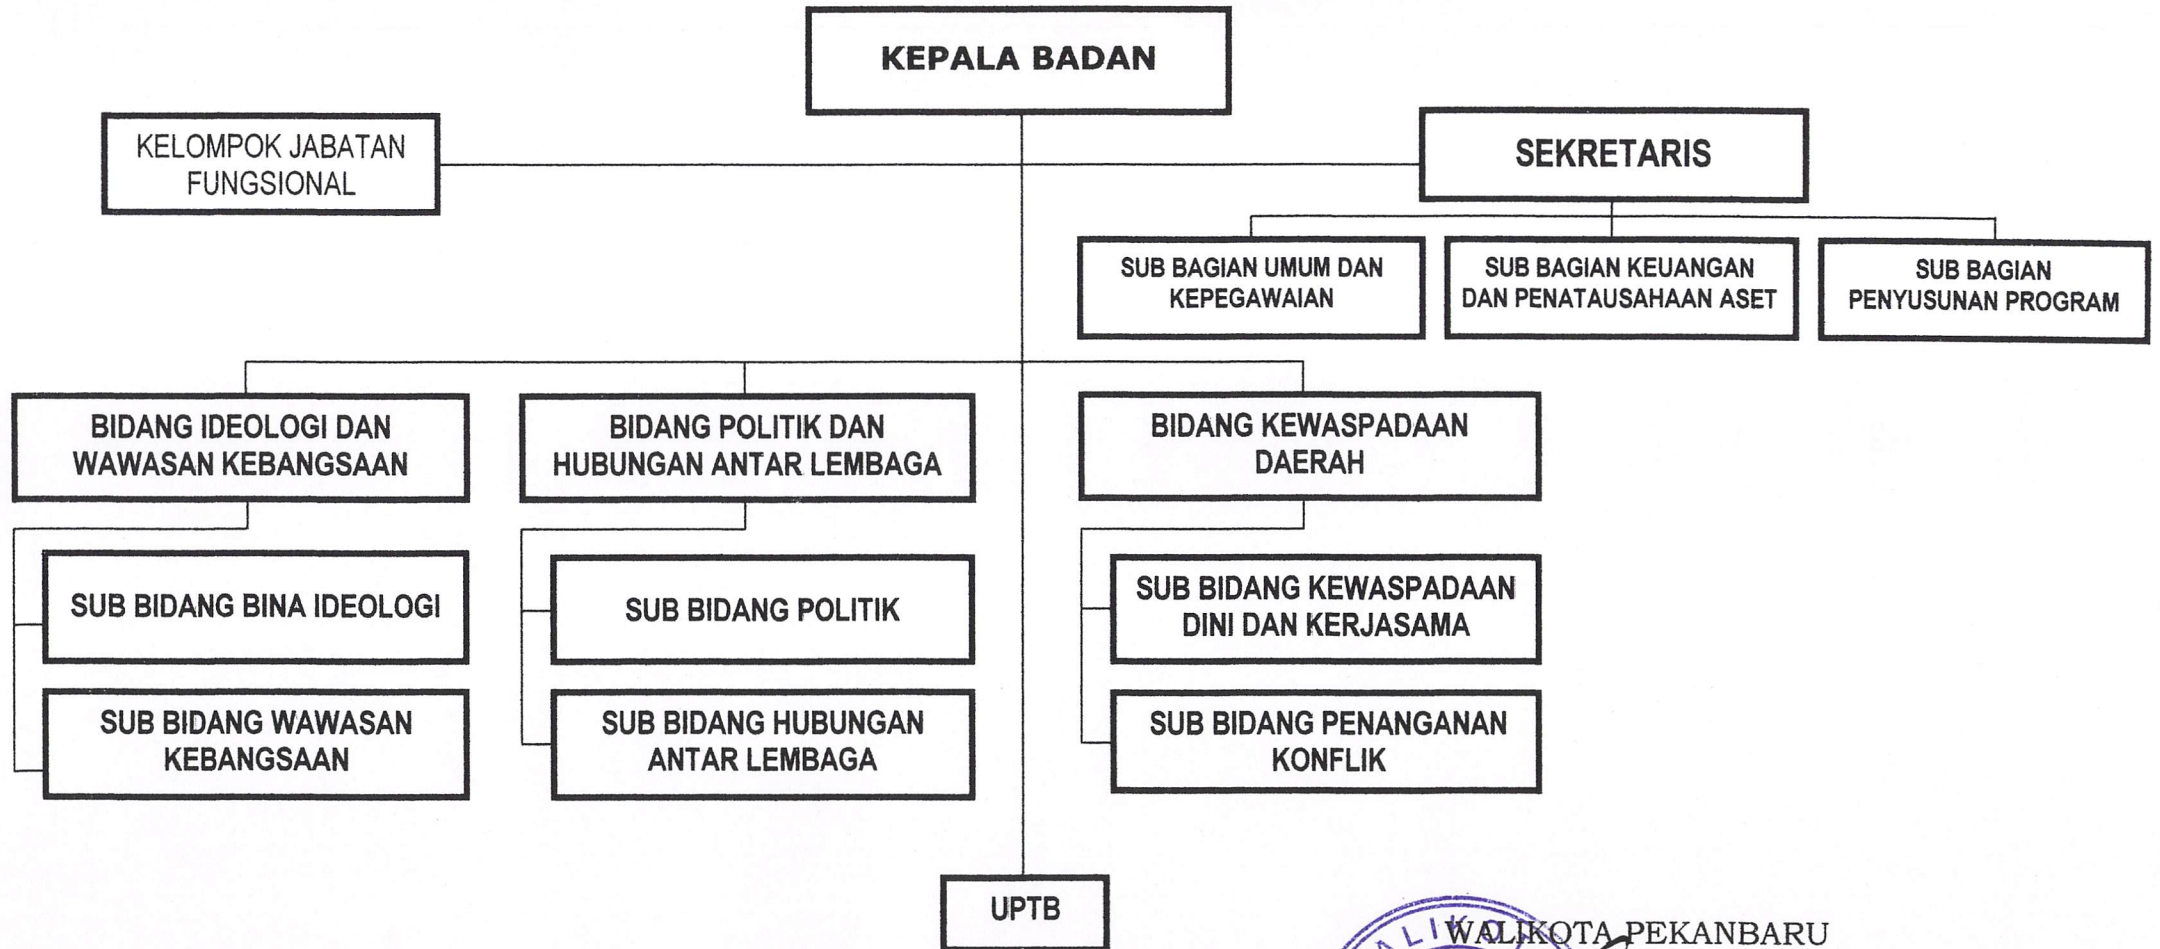 KEPALA BADAN
KELOMPOK JABATAN
FUNGSIONAL
SEKRETARIS
SUB BAGIAN UMUM DAN
KEPEGAWAIAN
SUB BAGIAN KEUANGAN
DAN PENATAUSAHAAN ASET
SUB BAGIAN
PENYUSUNAN PROGRAM
BIDANG IDEOLOGI DAN
WAWASAN KEBANGSAAN
BIDANG POLITIK DAN
HUBUNGAN ANTAR LEMBAGA
BIDANG KEWASPADAAN
DAERAH
SUB BIDANG BINA IDEOLOGI
SUB BIDANG POLITIK
SUB BIDANG KEWASPADAAN
DINI DAN KERJASAMA
SUB BIDANG WAWASAN
KEBANGSAAN
SUB BIDANG HUBUNGAN
ANTAR LEMBAGA
SUB BIDANG PENANGANAN
KONFLIK
UPTB
WALIKOTA PEKANBARU